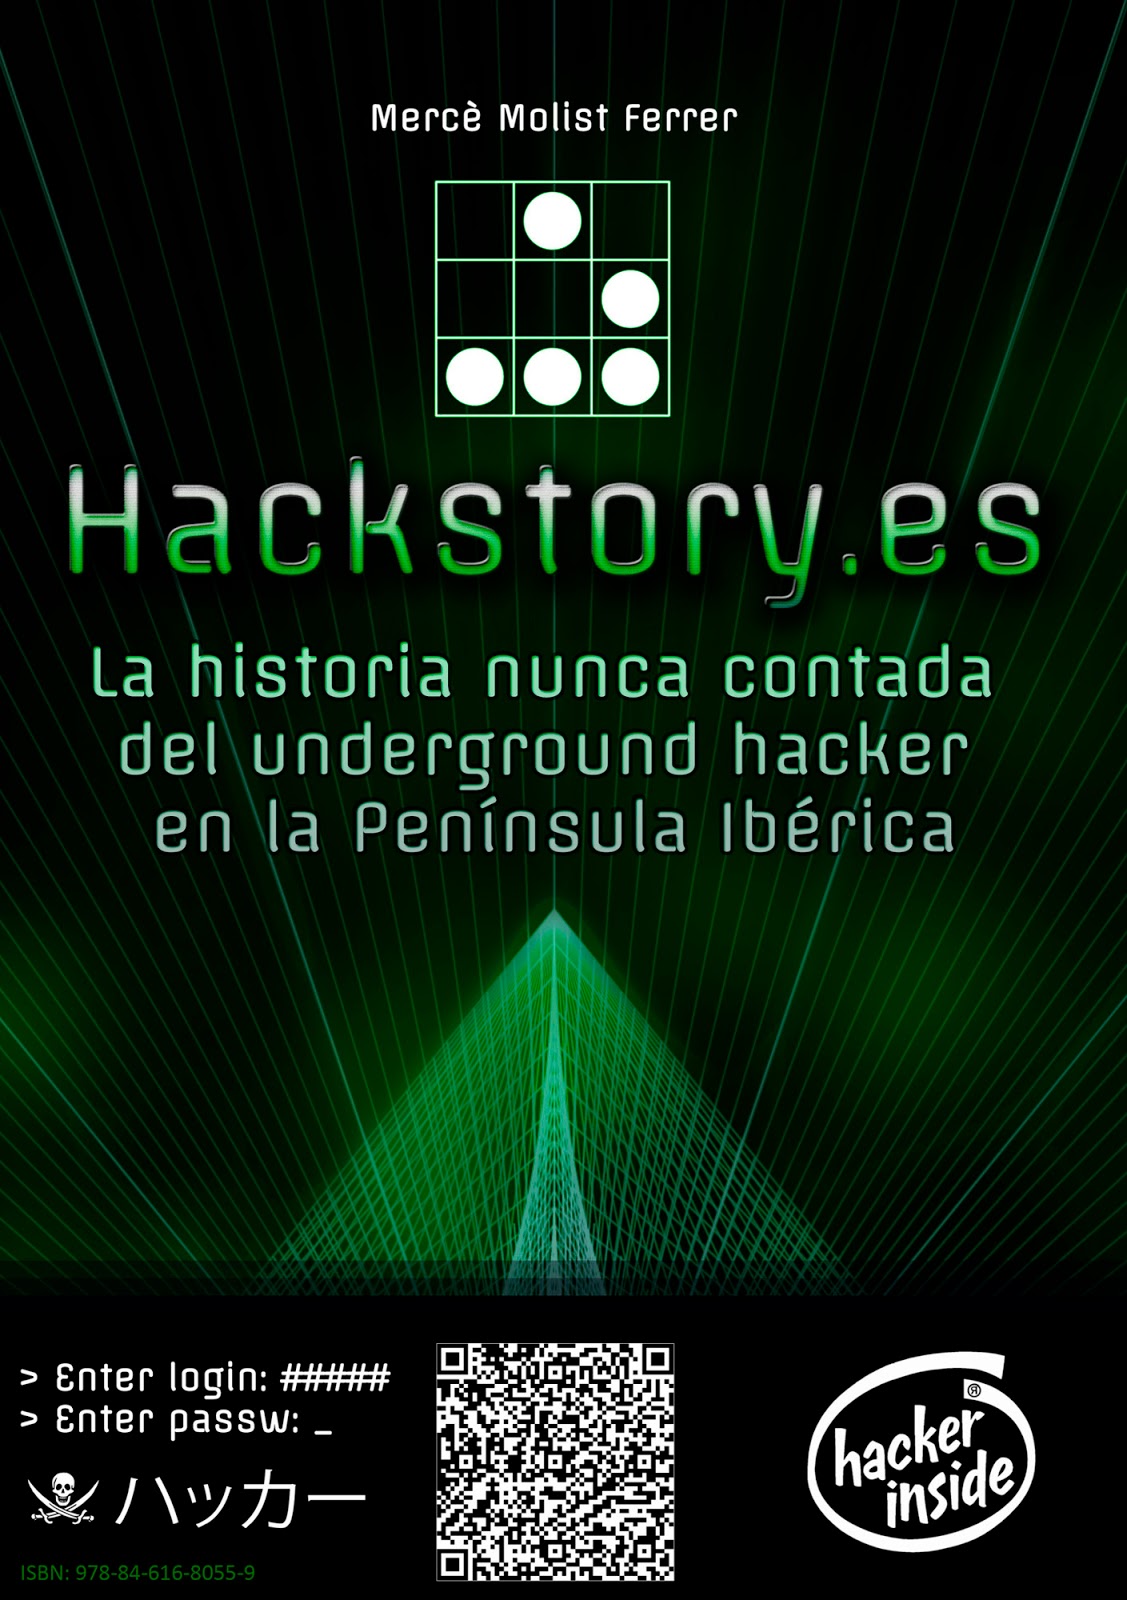 Mercè Molist Ferrer
Hackstory.es
La historia nunca contada
del underground hacker
en la Península Ibérica
> Enter login: #####
> Enter passw: _
ハッカー
ISBN: 978-84-616-8055-9
®
hacker
inside